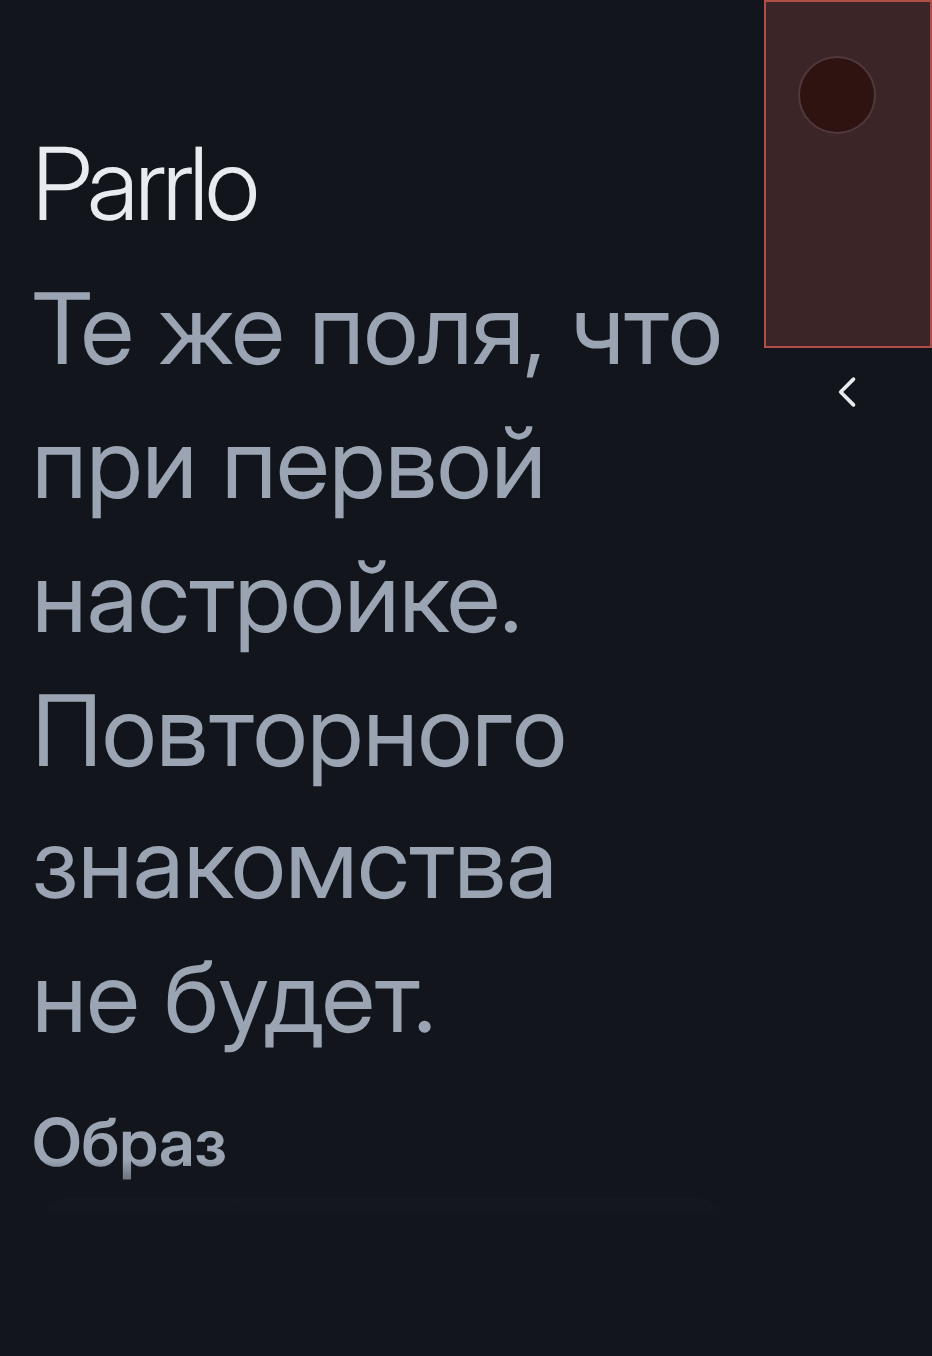 Parrlo
Те же поля, что
при первой
настройке.
Повторного
знакомства
не будет.
Образ